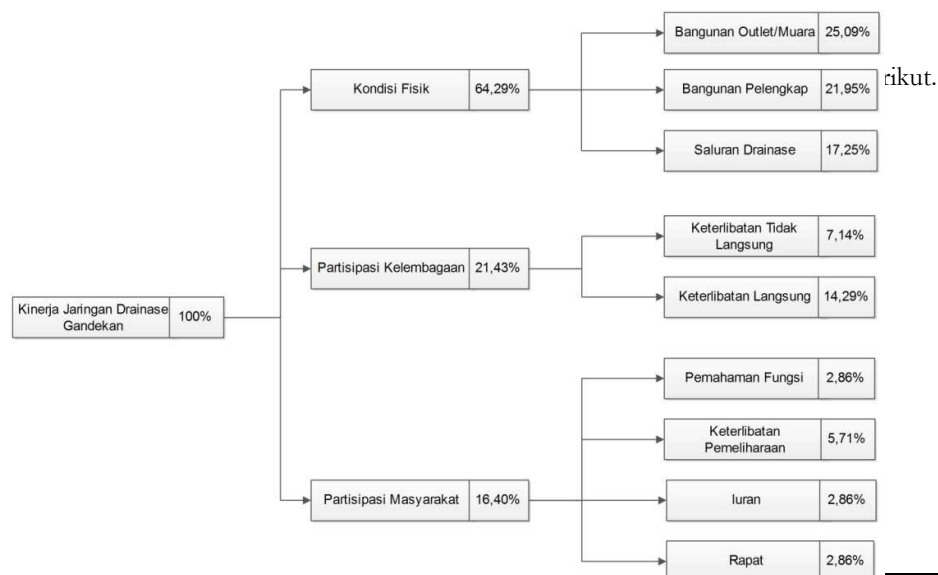 Bangunan Outlet/Muara 25,09%
rikut.
Kondisi Fisik 64,29%
Bangunan Pelengkap 21,95%
Saluran Drainase 17,25%
Keterlibatan Tidak
Langsung
7,14%
Partisipasi Kelembagaan 21,43%
Keterlibatan Langsung 14,29%
Kinerja Jaringan Drainase
Gandekan
100%
Pemahaman Fungsi 2,86%
Keterlibatan
Pemeliharaan
5,71%
Partisipasi Masyarakat 16,40%
Iuran 2,86%
Rapat 2,86%